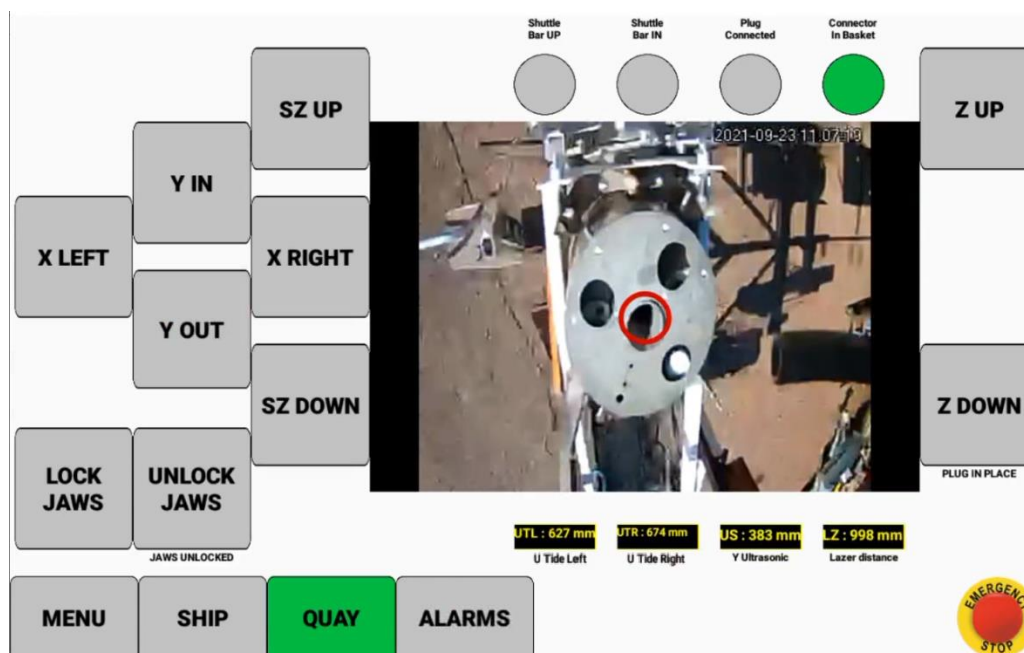 Shuttle
Bar UP
Shuttle
Bar IN
Plug
Connected
Connector
In Basket
SZ UP
Z UP
2021-09-23 11:07:19
Y IN
X LEFT
X RIGHT
Y OUT
SZ DOWN
Z DOWN
PLUG IN PLACE
LOCK
JAWS
UNLOCK
JAWS
JAWS UNLOCKED
UTL : 627 mm
UTR : 674 mm
US : 383 mm
LZ : 998 mm
U Tide Left
U Tide Right
Y Ultrasonic
Lazer distance
MENU
SHIP
QUAY
ALARMS
EMERGENC
STOP